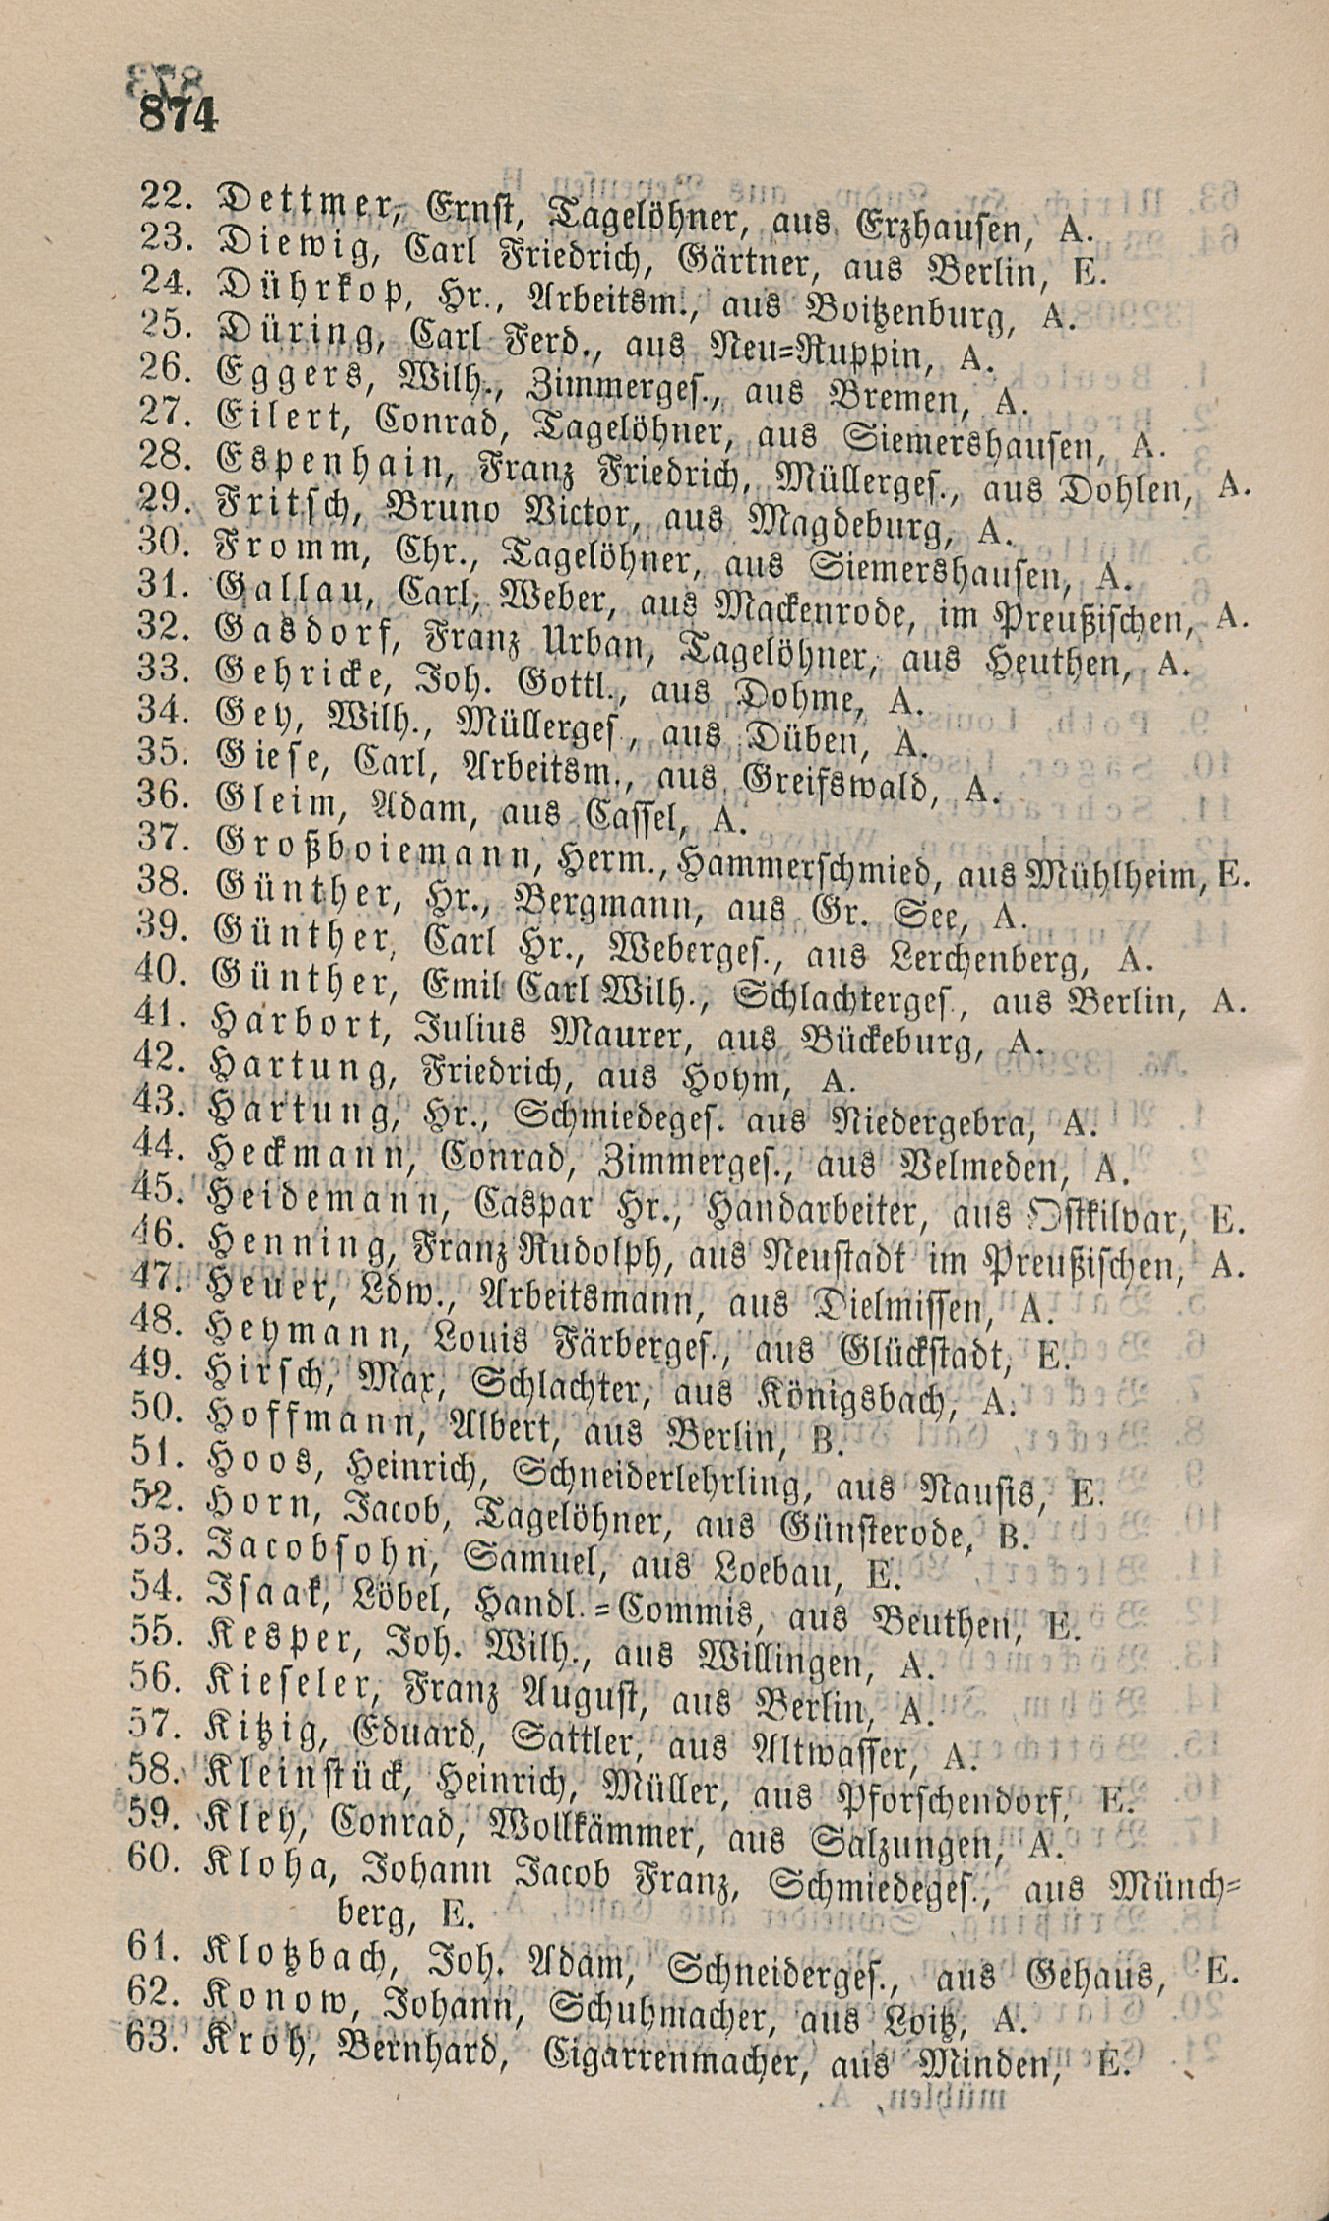 874
22. Dettmer, Ernst, Tagelöhner, aus Erzhausen, A.
23. Diewig, Carl Friedrich, Gärtner, aus Berlin, E.
24. Dührkop, Hr., Arbeitsm., aus Boitzenburg, A.
25. Düring, Carl Ferd., aus Neu=Ruppin, A.
26. Eggers, Wilh., Zimmerges., aus Bremen, A.
27. Eilert, Conrad, Tagelöhner, aus Siemershausen, A.
28. Espenhain, Franz Friedrich, Müllerges., aus Dohlen, A.
29. Fritsch, Bruno Victor, aus Magdeburg, A.
30. Fromm, Chr., Tagelöhner, aus Siemershausen, A.
31. Gallau, Carl, Weber, aus Mackenrode, im Preußischen, A.
32. Gasdorf, Franz Urban, Tagelöhner, aus Heuthen, A.
33. Gehricke, Joh. Gottl., aus Dohme, A.
34. Gey, Wilh., Müllerges, aus Düben, A.
35. Giese, Carl, Arbeitsm., aus Greifswald, A.
36. Gleim, Adam, aus Cassel, A.
37. Großboiemann, Herm., Hammerschmied, aus Mühlheim, E.
38. Günther, Hr., Bergmann, aus Gr. See, A.
39. Günther, Carl Hr., Weberges., aus Lerchenberg, A.
40. Günther, Emil Carl Wilh., Schlachterges., aus Berlin, A.
41. Harbort, Julius Maurer, aus Bückeburg, A.
42. Hartung, Friedrich, aus Hoym, A.
43. Hartung, Hr., Schmiedeges. aus Niedergebra, A.
44. Heckmann, Conrad, Zimmerges., aus Velmeden, A.
45. Heidemann, Caspar Hr., Handarbeiter, aus Ostkilvar, E.
46. Henning, Franz Rudolph, aus Neustadt im Preußischen, A.
47. Heuer, Ldw., Arbeitsmann, aus Dielmissen, A.
48. Heymann, Louis Färberges., aus Glückstadt, E.
49. Hirsch, Max, Schlachter, aus Königsbach, A.
50. Hoffmann, Albert, aus Berlin, B.
51. Hoos, Heinrich, Schneiderlehrling, aus Nausis, E.
52. Horn, Jacob, Tagelöhner, aus Günsterode, B.
53. Jacobsohn, Samuel, aus Loebau, E.
54. Isaak, Löbel, Handl.=Commis, aus Beuthen, E.
55. Kesper, Joh. Wilh., aus Willingen, A.
56. Kieseler, Franz August, aus Berlin, A.
57. Kitzig, Eduard, Sattler, aus Altwasser, A.
58. Kleinstück, Heinrich, Müller, aus Pforschendorf, E.
59. Kley, Conrad, Wollkämmer, aus Salzungen, A.
60. Kloha, Johann Jacob Franz, Schmiedeges., aus Münch=
berg, E.
61. Klotzbach, Joh. Adam, Schneiderges., aus Gehaus, E.
62. Konow, Johann, Schuhmacher, aus Loitz, A.
63. Kroh, Bernhard, Cigarrenmacher, aus Minden, E.